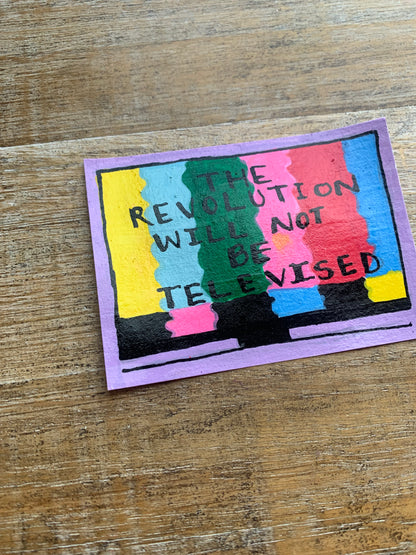 THE
REVOLUTION
WILL NOT
BE
TELEVISED